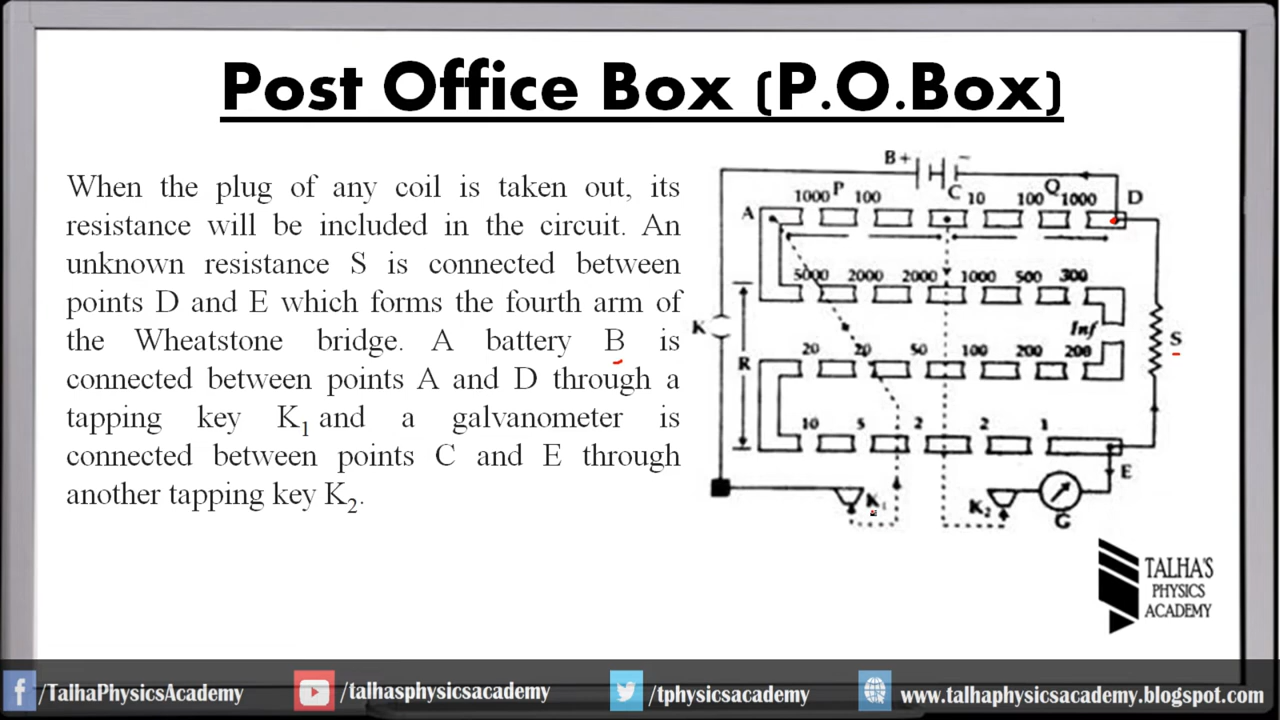 Post Office Box (P.O.Box)
When the plug of any coil is taken out, its
resistance will be included in the circuit. An
unknown resistance S is connected between
points D and E which forms the fourth arm of
the Wheatstone bridge. A battery B is
connected between points A and D through a
tapping key K₁ and a galvanometer is
connected between points C and E through
another tapping key K₂.
B + −
1000 P 100 C 10 100 Q 1000 D
A
5000 2000 2000 1000 500 300
K Inf S
R 20 20 50 100 200 200
10 5 2 2 1
E
K₁ K₂ G
TALHA'S
PHYSICS
ACADEMY
/TalhaPhysicsAcademy /talhasphysicsacademy /tphysicsacademy www.talhaphysicsacademy.blogspot.com